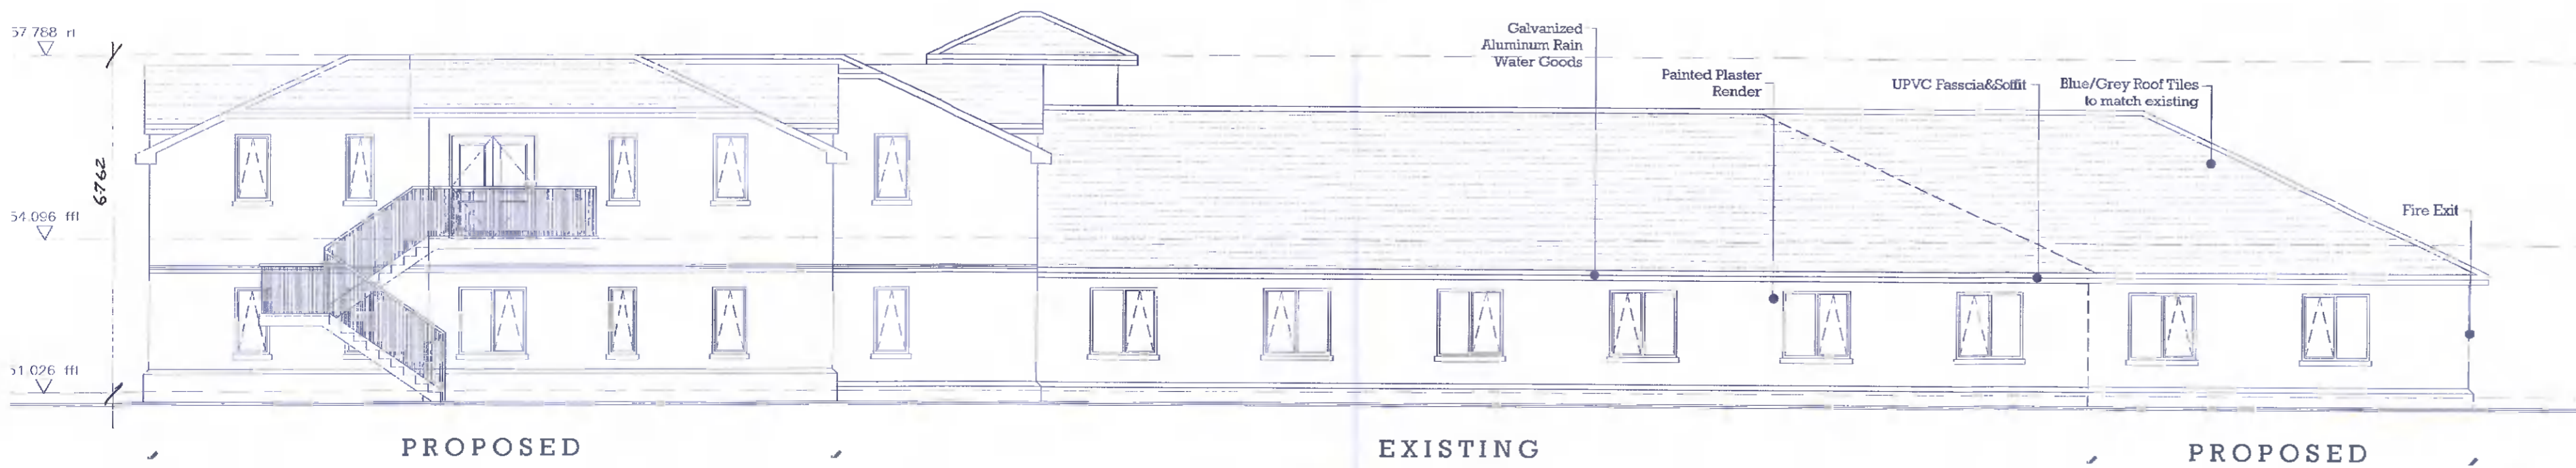 57.788 rl
Galvanized
Aluminum Rain
Water Goods
Painted Plaster
Render
UPVC Fasscia&Soffit
Blue/Grey Roof Tiles
to match existing
6762
54.096 ffl
Fire Exit
51.026 ffl
PROPOSED
EXISTING
PROPOSED